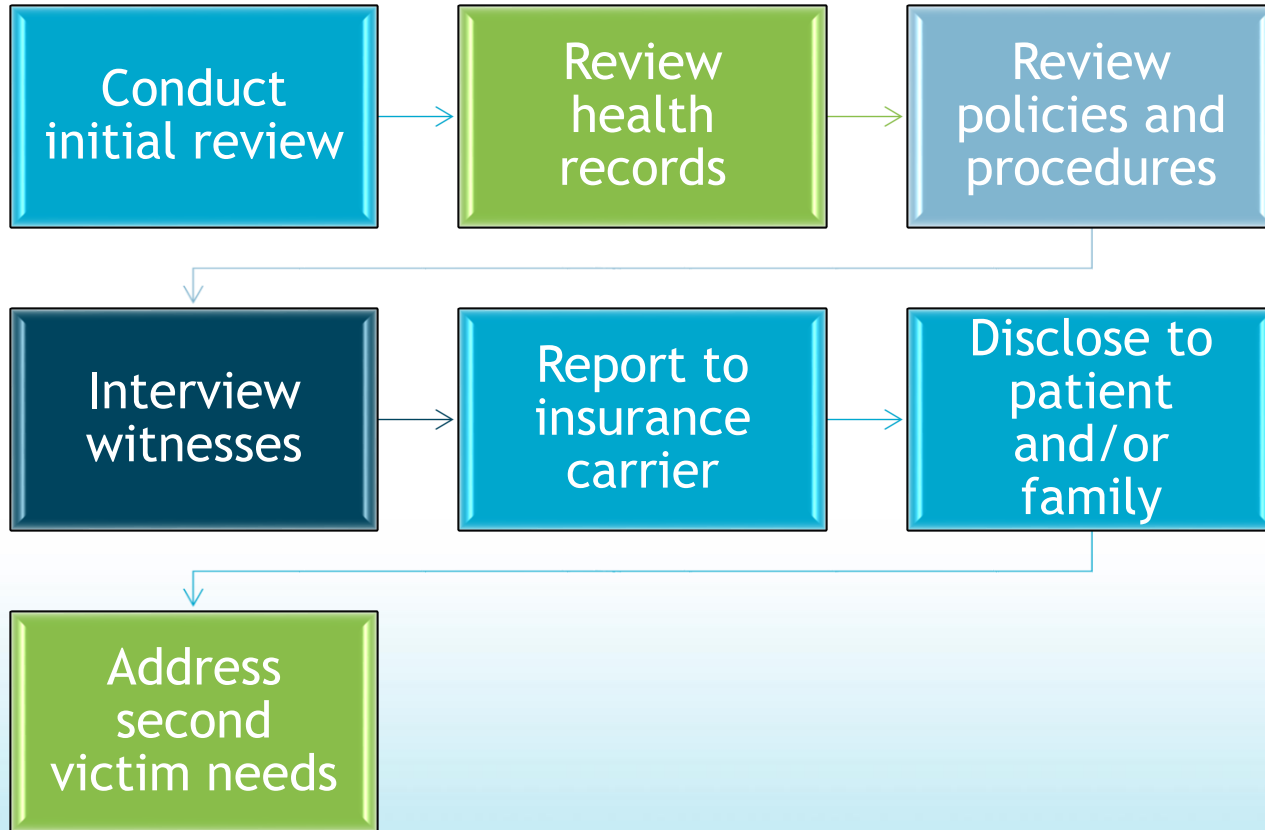 Conduct
initial review
Review
health
records
Review
policies and
procedures
Interview
witnesses
Report to
insurance
carrier
Disclose to
patient
and/or
family
Address
second
victim needs